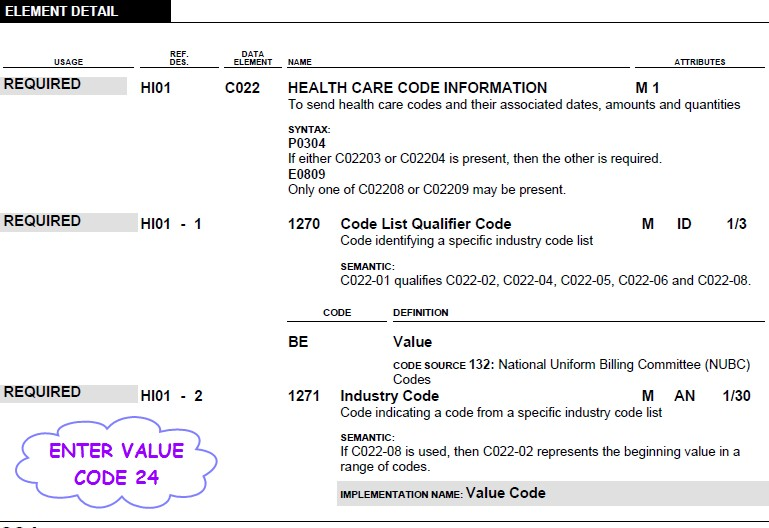 ELEMENT DETAIL
USAGE REF. DES. DATA ELEMENT NAME ATTRIBUTES
REQUIRED HI01 C022 HEALTH CARE CODE INFORMATION M 1
To send health care codes and their associated dates, amounts and quantities
SYNTAX:
P0304
If either C02203 or C02204 is present, then the other is required.
E0809
Only one of C02208 or C02209 may be present.
REQUIRED HI01 - 1 1270 Code List Qualifier Code M ID 1/3
Code identifying a specific industry code list
SEMANTIC:
C022-01 qualifies C022-02, C022-04, C022-05, C022-06 and C022-08.
CODE DEFINITION
BE Value
CODE SOURCE 132: National Uniform Billing Committee (NUBC)
Codes
REQUIRED HI01 - 2 1271 Industry Code M AN 1/30
Code indicating a code from a specific industry code list
SEMANTIC:
If C022-08 is used, then C022-02 represents the beginning value in a
range of codes.
IMPLEMENTATION NAME: Value Code
ENTER VALUE
CODE 24